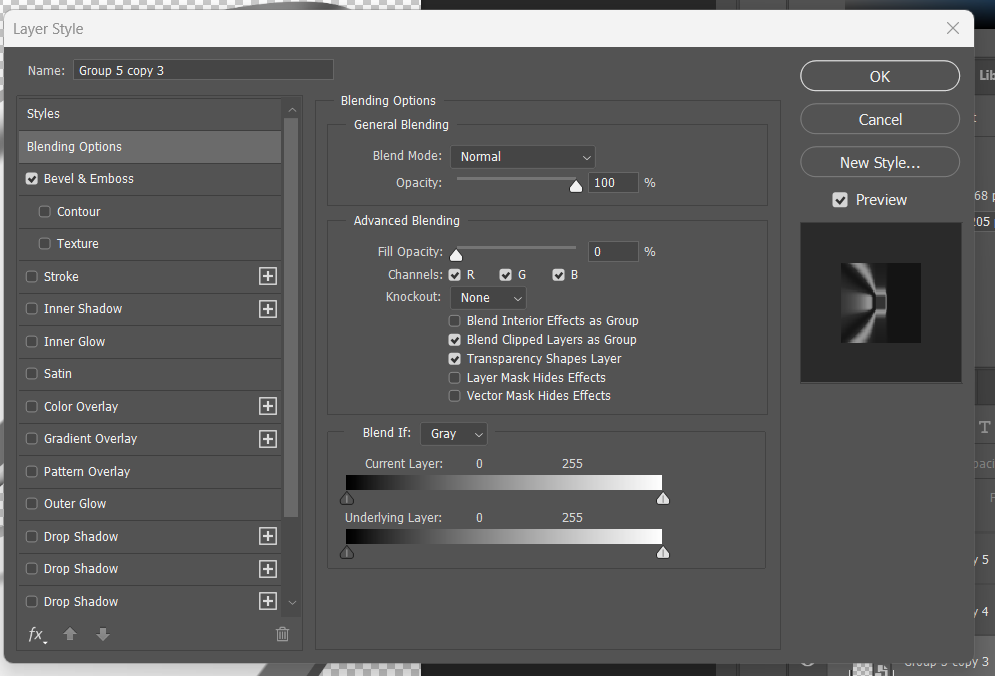 Layer Style
Name: Group 5 copy 3
Styles
Blending Options
Bevel & Emboss
Contour
Texture
Stroke
Inner Shadow
Inner Glow
Satin
Color Overlay
Gradient Overlay
Pattern Overlay
Outer Glow
Drop Shadow
Drop Shadow
Drop Shadow
fx
Blending Options
General Blending
Blend Mode: Normal
Opacity: 100 %
Advanced Blending
Fill Opacity: 0 %
Channels: R G B
Knockout: None
Blend Interior Effects as Group
Blend Clipped Layers as Group
Transparency Shapes Layer
Layer Mask Hides Effects
Vector Mask Hides Effects
Blend If: Gray
Current Layer: 0 255
Underlying Layer: 0 255
OK
Cancel
New Style...
Preview
Lib
68 p
205
T
paci
F
y 5
y 4
Group 5 copy 3